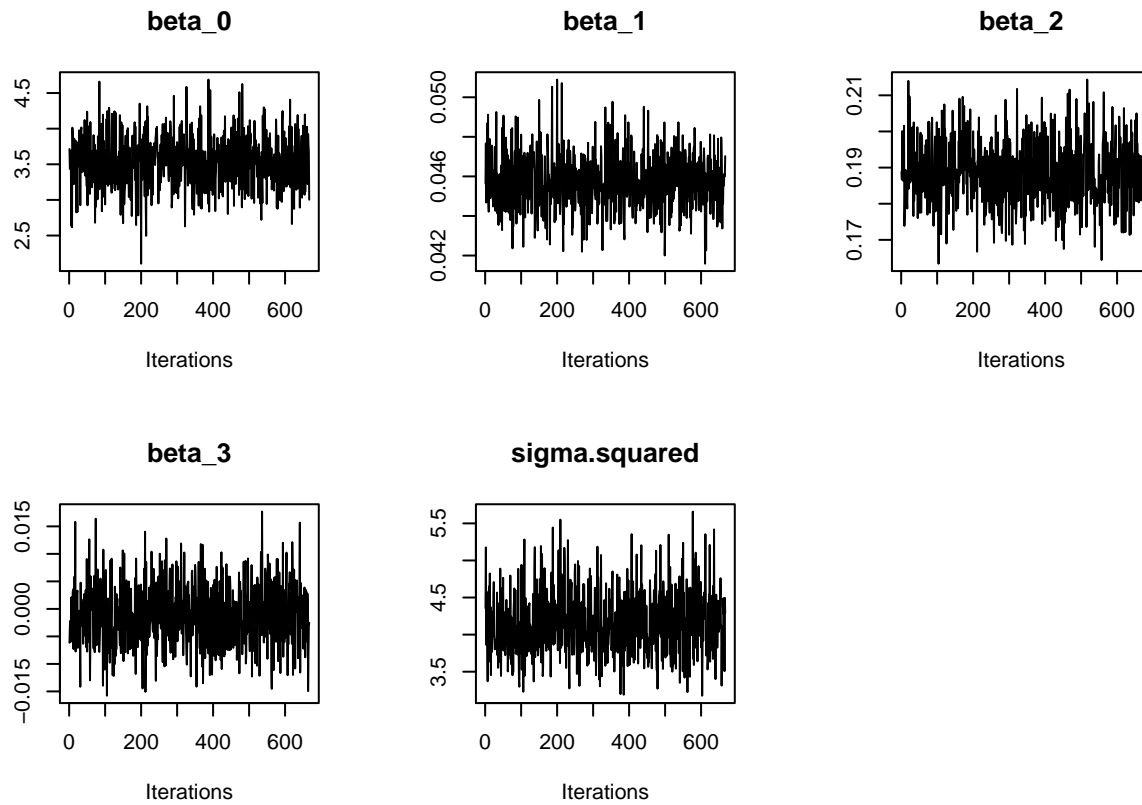 beta_0
beta_1
beta_2
4.5
3.5
2.5
0.050
0.046
0.042
0.21
0.19
0.17
0 200 400 600
0 200 400 600
0 200 400 600
Iterations
Iterations
Iterations
beta_3
sigma.squared
0.015
0.000
−0.015
5.5
4.5
3.5
0 200 400 600
0 200 400 600
Iterations
Iterations